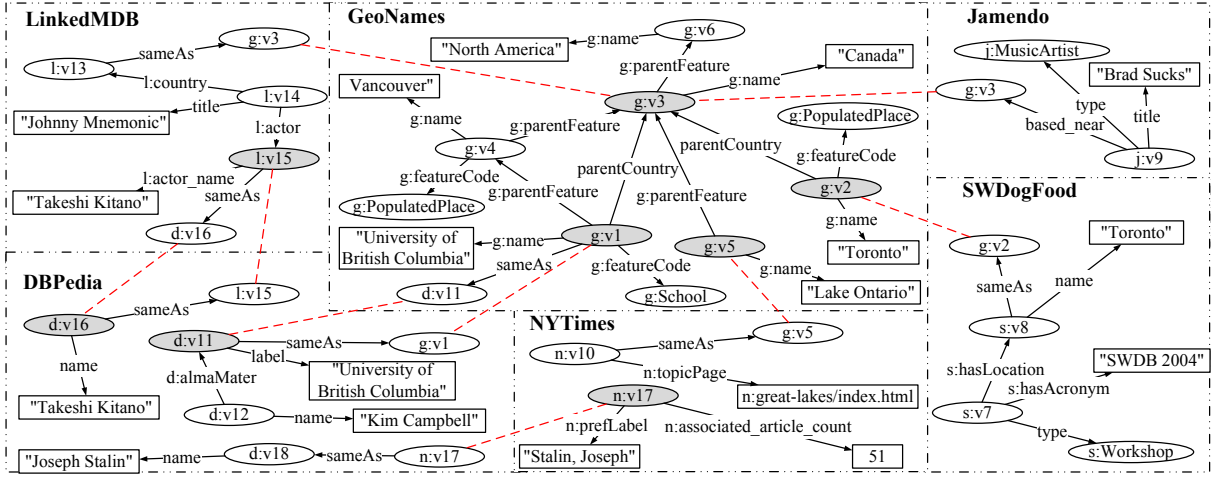 LinkedMDB
g:v3
sameAs
l:v13
l:country
l:v14
title
"Johnny Mnemonic"
l:actor
l:v15
l:actor_name
sameAs
"Takeshi Kitano"
d:v16
GeoNames
"North America"
g:name
g:v6
g:parentFeature
g:name
"Canada"
Vancouver"
g:v3
g:name
g:parentFeature
g:PopulatedPlace
g:v4
parentCountry
parentCountry
g:featureCode
g:featureCode
g:parentFeature
g:parentFeature
g:v2
g:PopulatedPlace
g:name
"University of
British Columbia"
g:name
g:v1
g:v5
"Toronto"
sameAs
g:featureCode
g:name
d:v11
g:School
"Lake Ontario"
Jamendo
j:MusicArtist
"Brad Sucks"
g:v3
type
based_near
title
j:v9
SWDogFood
"Toronto"
g:v2
sameAs
name
s:v8
"SWDB 2004"
s:hasLocation
s:hasAcronym
s:v7
type
s:Workshop
DBPedia
l:v15
sameAs
d:v16
d:v11
sameAs
g:v1
name
label
"University of
British Columbia"
d:almaMater
"Takeshi Kitano"
d:v12
name
"Kim Campbell"
"Joseph Stalin"
name
d:v18
sameAs
n:v17
NYTimes
g:v5
n:v10
sameAs
n:topicPage
n:great-lakes/index.html
n:v17
n:prefLabel
n:associated_article_count
"Stalin, Joseph"
51